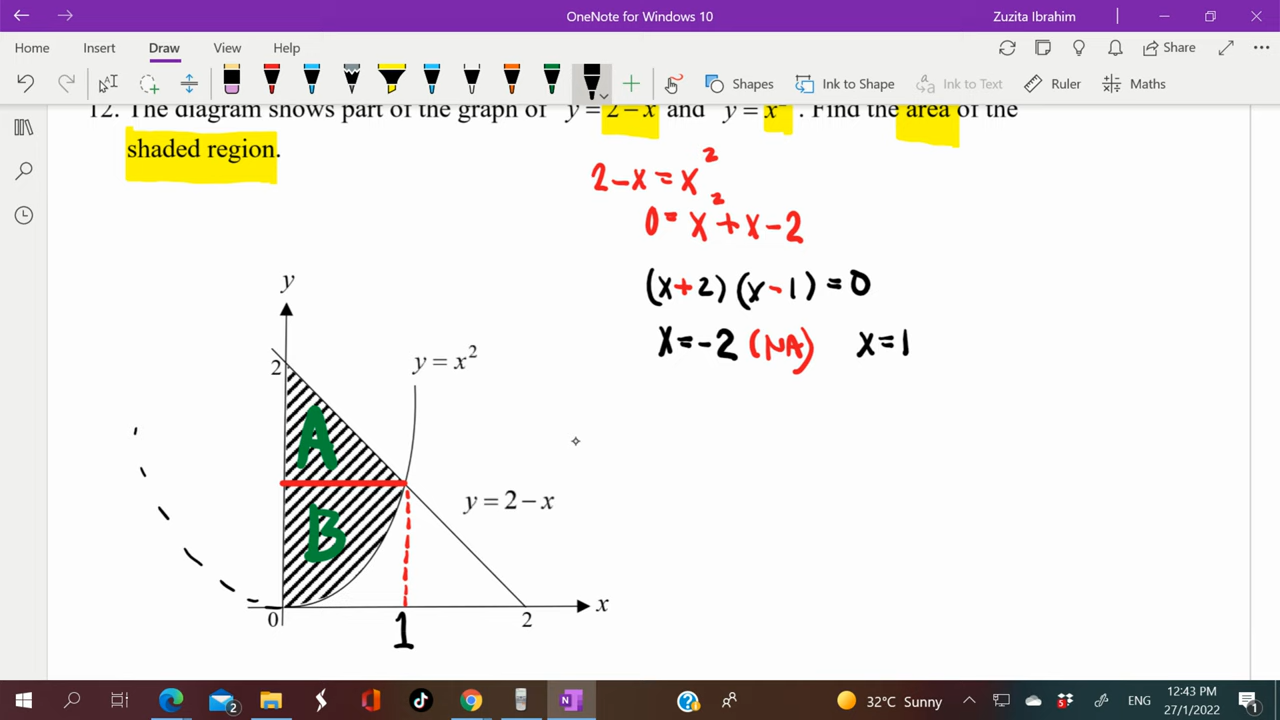 OneNote for Windows 10
Zuzita Ibrahim
Home Insert Draw View Help
Share
Shapes Ink to Shape Ink to Text Ruler Maths
12. The diagram shows part of the graph of y = 2 − x and y = x² . Find the area of the
shaded region.
2 − x = x²
0 = x² + x − 2
(x + 2) (x − 1) = 0
x = −2 (NA) x = 1
y
2
y = x²
A
B
y = 2 − x
x
0
1
2
2
5
32°C Sunny
ENG
12:43 PM
27/1/2022
1